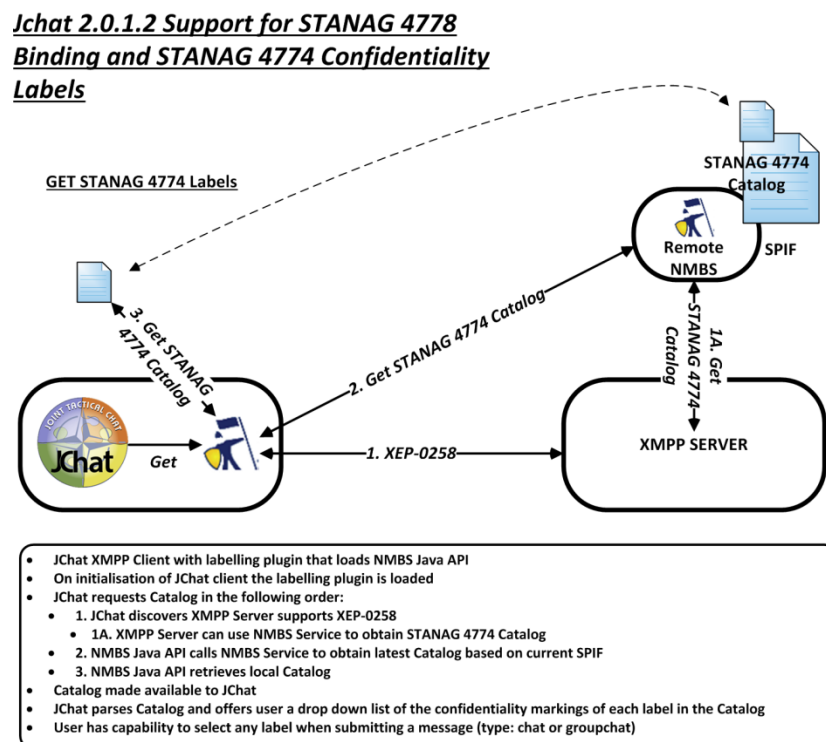 Jchat 2.0.1.2 Support for STANAG 4778
Binding and STANAG 4774 Confidentiality
Labels
GET STANAG 4774 Labels
STANAG 4774
Catalog
Remote
NMBS
SPIF
3. Get STANAG
4774 Catalog
2. Get STANAG 4774 Catalog
1A. Get
STANAG 4774
Catalog
JOINT TACTICAL CHAT
JChat
Get
1. XEP-0258
XMPP SERVER
• JChat XMPP Client with labelling plugin that loads NMBS Java API
• On initialisation of JChat client the labelling plugin is loaded
• JChat requests Catalog in the following order:
• 1. JChat discovers XMPP Server supports XEP-0258
• 1A. XMPP Server can use NMBS Service to obtain STANAG 4774 Catalog
• 2. NMBS Java API calls NMBS Service to obtain latest Catalog based on current SPIF
• 3. NMBS Java API retrieves local Catalog
• Catalog made available to JChat
• JChat parses Catalog and offers user a drop down list of the confidentiality markings of each label in the Catalog
• User has capability to select any label when submitting a message (type: chat or groupchat)